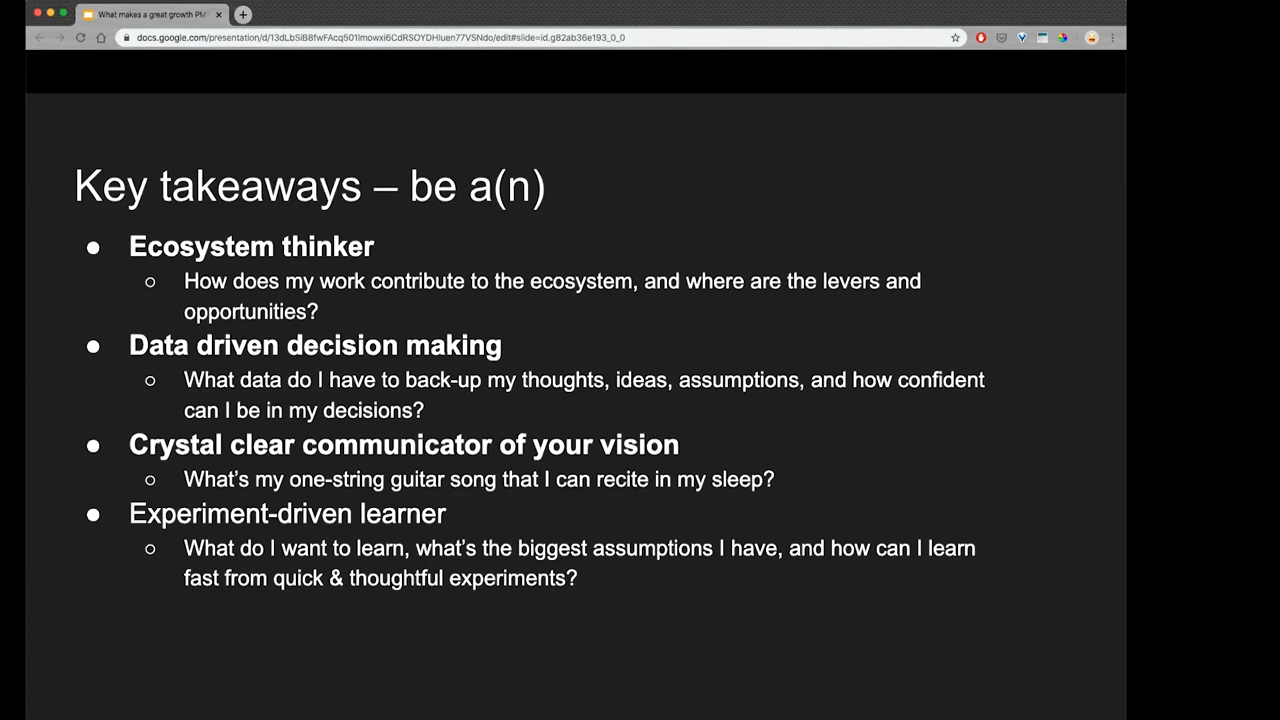 What makes a great growth PM
docs.google.com/presentation/d/13dLbSiB8fwFAcq501lmowxi6CdRSOYDHluen77VSNdo/edit#slide=id.g82ab36e193_0_0
Key takeaways – be a(n)
● Ecosystem thinker
○ How does my work contribute to the ecosystem, and where are the levers and
opportunities?
● Data driven decision making
○ What data do I have to back-up my thoughts, ideas, assumptions, and how confident
can I be in my decisions?
● Crystal clear communicator of your vision
○ What's my one-string guitar song that I can recite in my sleep?
● Experiment-driven learner
○ What do I want to learn, what's the biggest assumptions I have, and how can I learn
fast from quick & thoughtful experiments?